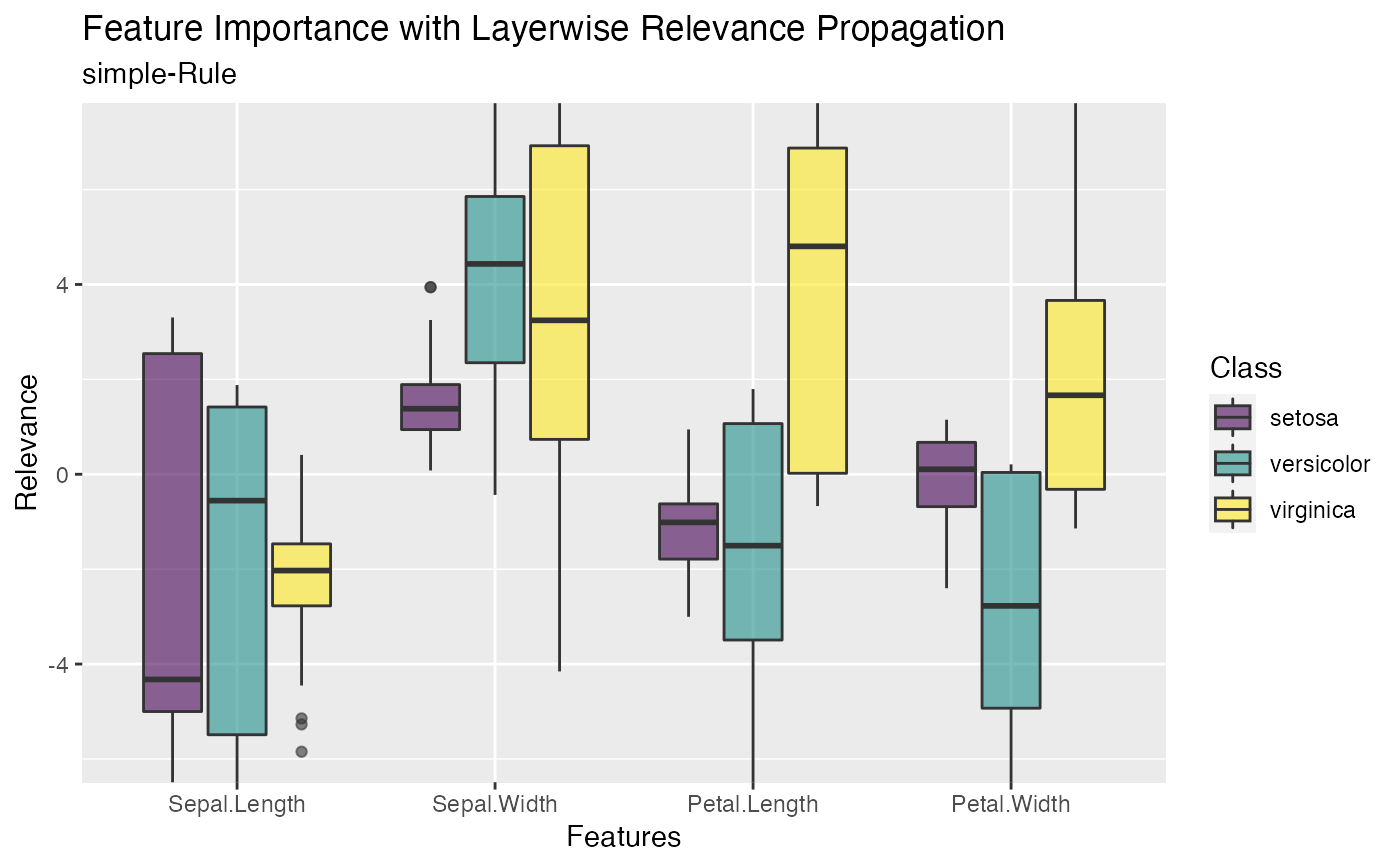 Feature Importance with Layerwise Relevance Propagation
simple-Rule
Relevance
4
0
-4
Sepal.Length
Sepal.Width
Petal.Length
Petal.Width
Features
Class
setosa
versicolor
virginica